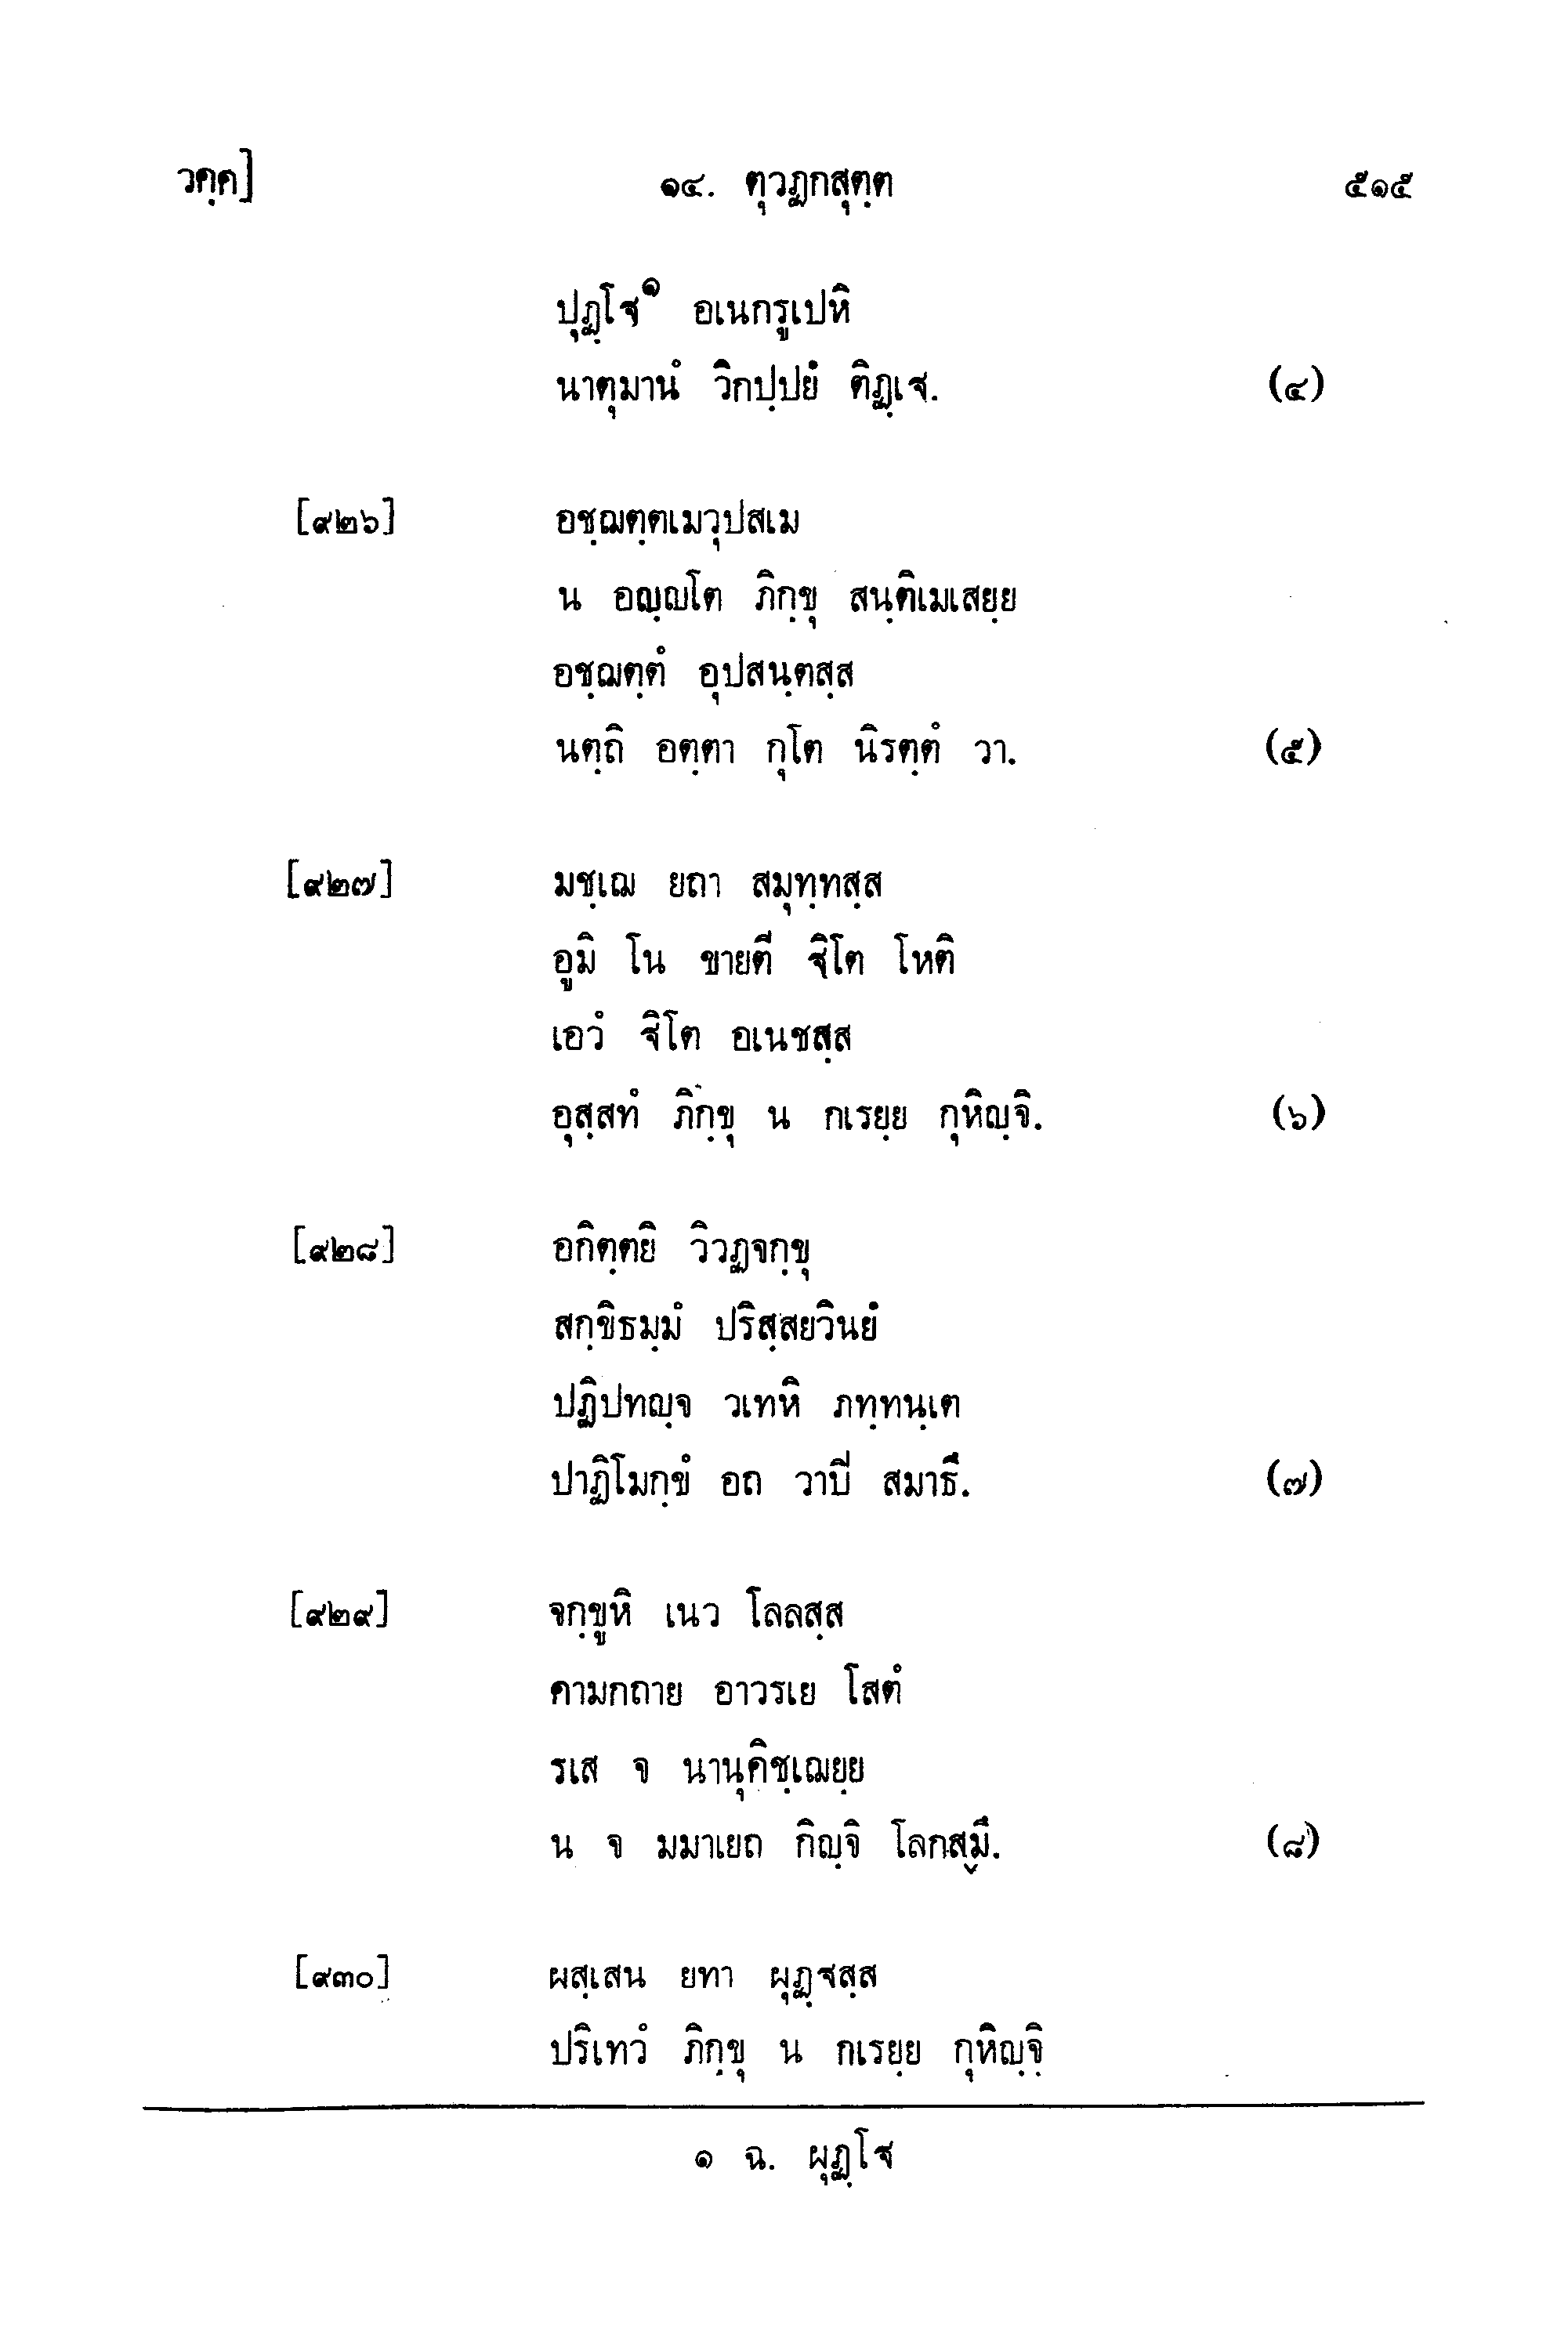 วคฺค] ๑๔. ตุวฏกสุตฺต ๕๑๕
ปุฏฺโฐ๑ อเนกรูเปหิ
นาตุมานํ วิกปฺปยํ ติฏฺเฐ. (๔)
[๙๒๖] อชฺฌตฺตเมวุปสเม
น อญฺญโต ภิกฺขุ สนฺติเมเสยฺย
อชฺฌตฺตํ อุปสนฺตสฺส
นตฺถิ อตฺตา กุโต นิรตฺตํ วา. (๕)
[๙๒๗] มชฺเฌ ยถา สมุทฺทสฺส
อูมิ โน ชายตี ฐิโต โหติ
เอวํ ฐิโต อเนชสฺส
อุสฺสทํ ภิกฺขุ น กเรยฺย กุหิญฺจิ. (๖)
[๙๒๘] อกิตฺตยิ วิวฏจกฺขุ
สกฺขิธมฺมํ ปริสฺสยวินยํ
ปฏิปทญฺจ วเทหิ ภทฺทนฺเต
ปาฏิโมกฺขํ อถ วาปี สมาธึ. (๗)
[๙๒๙] จกฺขูหิ เนว โลลสฺส
คามกถาย อาวรเย โสตํ
รเส จ นานุคิชฺเฌยฺย
น จ มมาเยถ กิญฺจิ โลกสฺมึ. (๘)
[๙๓๐] ผสฺเสน ยทา ผุฏฺฐสฺส
ปริเทวํ ภิกฺขุ น กเรยฺย กุหิญฺจิ
๑ ฉ. ผุฏฺโฐ